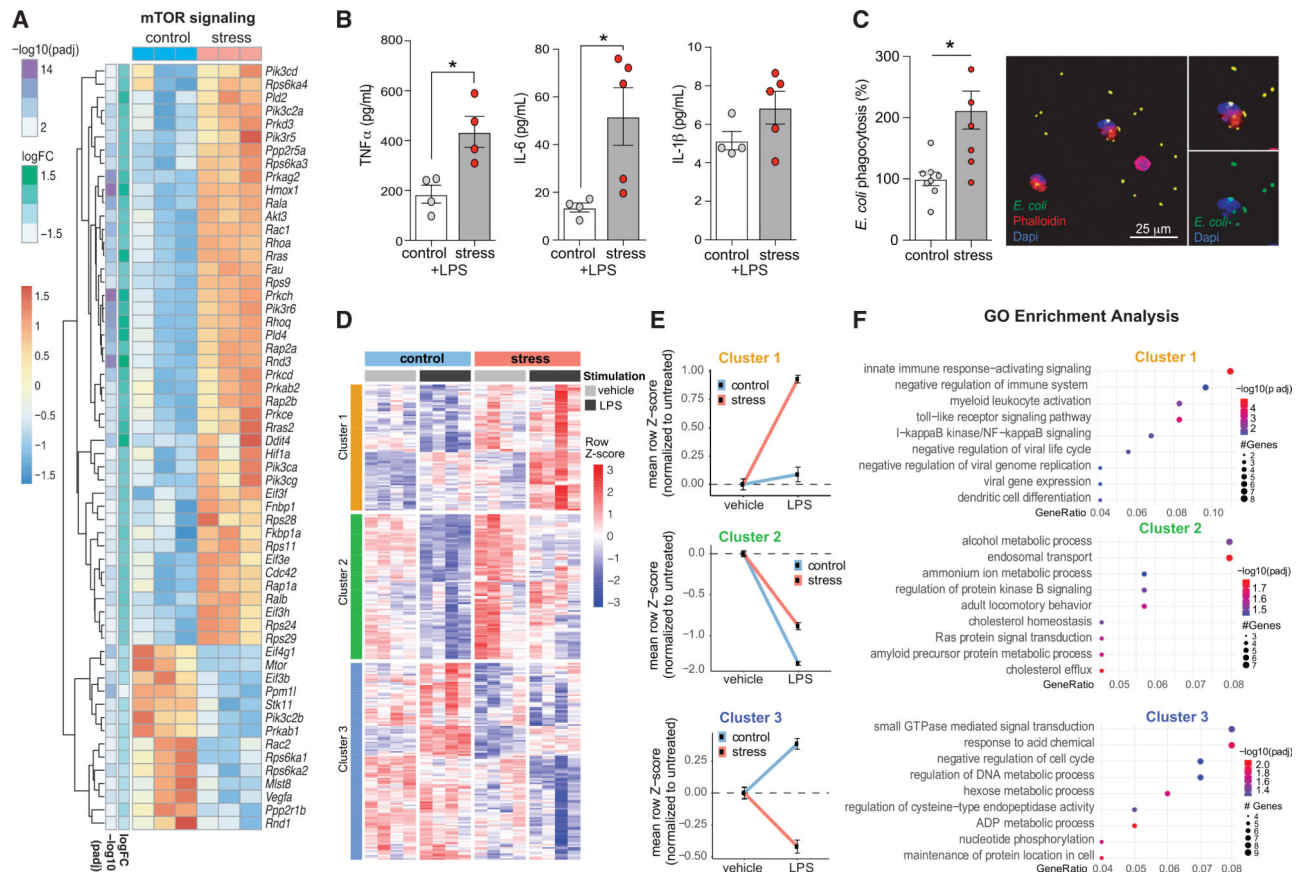 A
mTOR signaling
control
stress
−log10(padj)
14
2
logFC
1.5
−1.5
1.5
1
0.5
0
−0.5
−1
−1.5
Pik3cd
Rps6ka4
Pld2
Pik3c2a
Prkd3
Pik3r5
Ppp2r5a
Rps6ka3
Prkag2
Hmox1
Rala
Akt3
Rac1
Rhoa
Rras
Fau
Rps9
Prkch
Pik3r6
Rhoq
Pld4
Rap2a
Rnd3
Prkcd
Prkab2
Rap2b
Prkce
Rras2
Ddit4
Hif1a
Pik3ca
Pik3cg
Eif3f
Fnbp1
Rps28
Fkbp1a
Rps11
Eif3e
Cdc42
Rap1a
Ralb
Eif3h
Rps24
Rps29
Eif4g1
Mtor
Eif3b
Ppm1l
Stk11
Pik3c2b
Prkab1
Rac2
Rps6ka1
Rps6ka2
Mlst8
Vegfa
Ppp2r1b
Rnd1
−log10
(padj)
logFC
B
TNFα (pg/mL)
800
600
400
200
0
*
control stress
+LPS
IL-6 (pg/mL)
80
60
40
20
0
*
control stress
+LPS
IL-1β (pg/mL)
10
8
6
4
2
0
control stress
+LPS
C
E. coli phagocytosis (%)
300
200
100
0
*
control stress
E. coli
Phalloidin
Dapi
25 μm
E. coli
Dapi
D
control
stress
Stimulation
vehicle
LPS
Row
Z-score
3
2
1
0
−1
−2
−3
Cluster 1
Cluster 2
Cluster 3
E
Cluster 1
mean row Z-score
(normalized to untreated)
1.00
0.75
0.50
0.25
0.00
control
stress
vehicle
LPS
Cluster 2
mean row Z-score
(normalized to untreated)
0.0
−0.5
−1.0
−2.0
control
stress
vehicle
LPS
Cluster 3
mean row Z-score
(normalized to untreated)
0.50
0.25
0.00
−0.25
−0.50
control
stress
vehicle
LPS
F
GO Enrichment Analysis
Cluster 1
innate immune response-activating signaling
negative regulation of immune system
myeloid leukocyte activation
toll-like receptor signaling pathway
I-kappaB kinase/NF-kappaB signaling
negative regulation of viral life cycle
negative regulation of viral genome replication
viral gene expression
dendritic cell differentiation
GeneRatio
0.04 0.06 0.08 0.10
−log10(p adj)
4
3
2
#Genes
2
3
4
5
6
7
8
Cluster 2
alcohol metabolic process
endosomal transport
ammonium ion metabolic process
regulation of protein kinase B signaling
adult locomotory behavior
cholesterol homeostasis
Ras protein signal transduction
amyloid precursor protein metabolic process
cholesterol efflux
GeneRatio
0.05 0.06 0.07 0.08
−log10(padj)
1.7
1.6
1.5
# Genes
3
4
5
6
7
Cluster 3
small GTPase mediated signal transduction
response to acid chemical
negative regulation of cell cycle
regulation of DNA metabolic process
hexose metabolic process
regulation of cysteine-type endopeptidase activity
ADP metabolic process
nucleotide phosphorylation
maintenance of protein location in cell
GeneRatio
0.04 0.05 0.06 0.07 0.08
−log10(padj)
2.0
1.8
1.6
1.4
# Genes
4
5
6
7
8
9